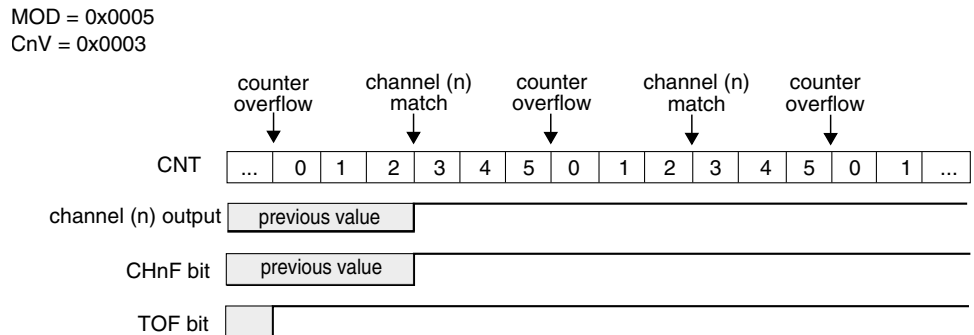 MOD = 0x0005
CnV = 0x0003
counter overflow
channel (n) match
counter overflow
channel (n) match
counter overflow
CNT ... 0 1 2 3 4 5 0 1 2 3 4 5 0 1 ...
channel (n) output previous value
CHnF bit previous value
TOF bit